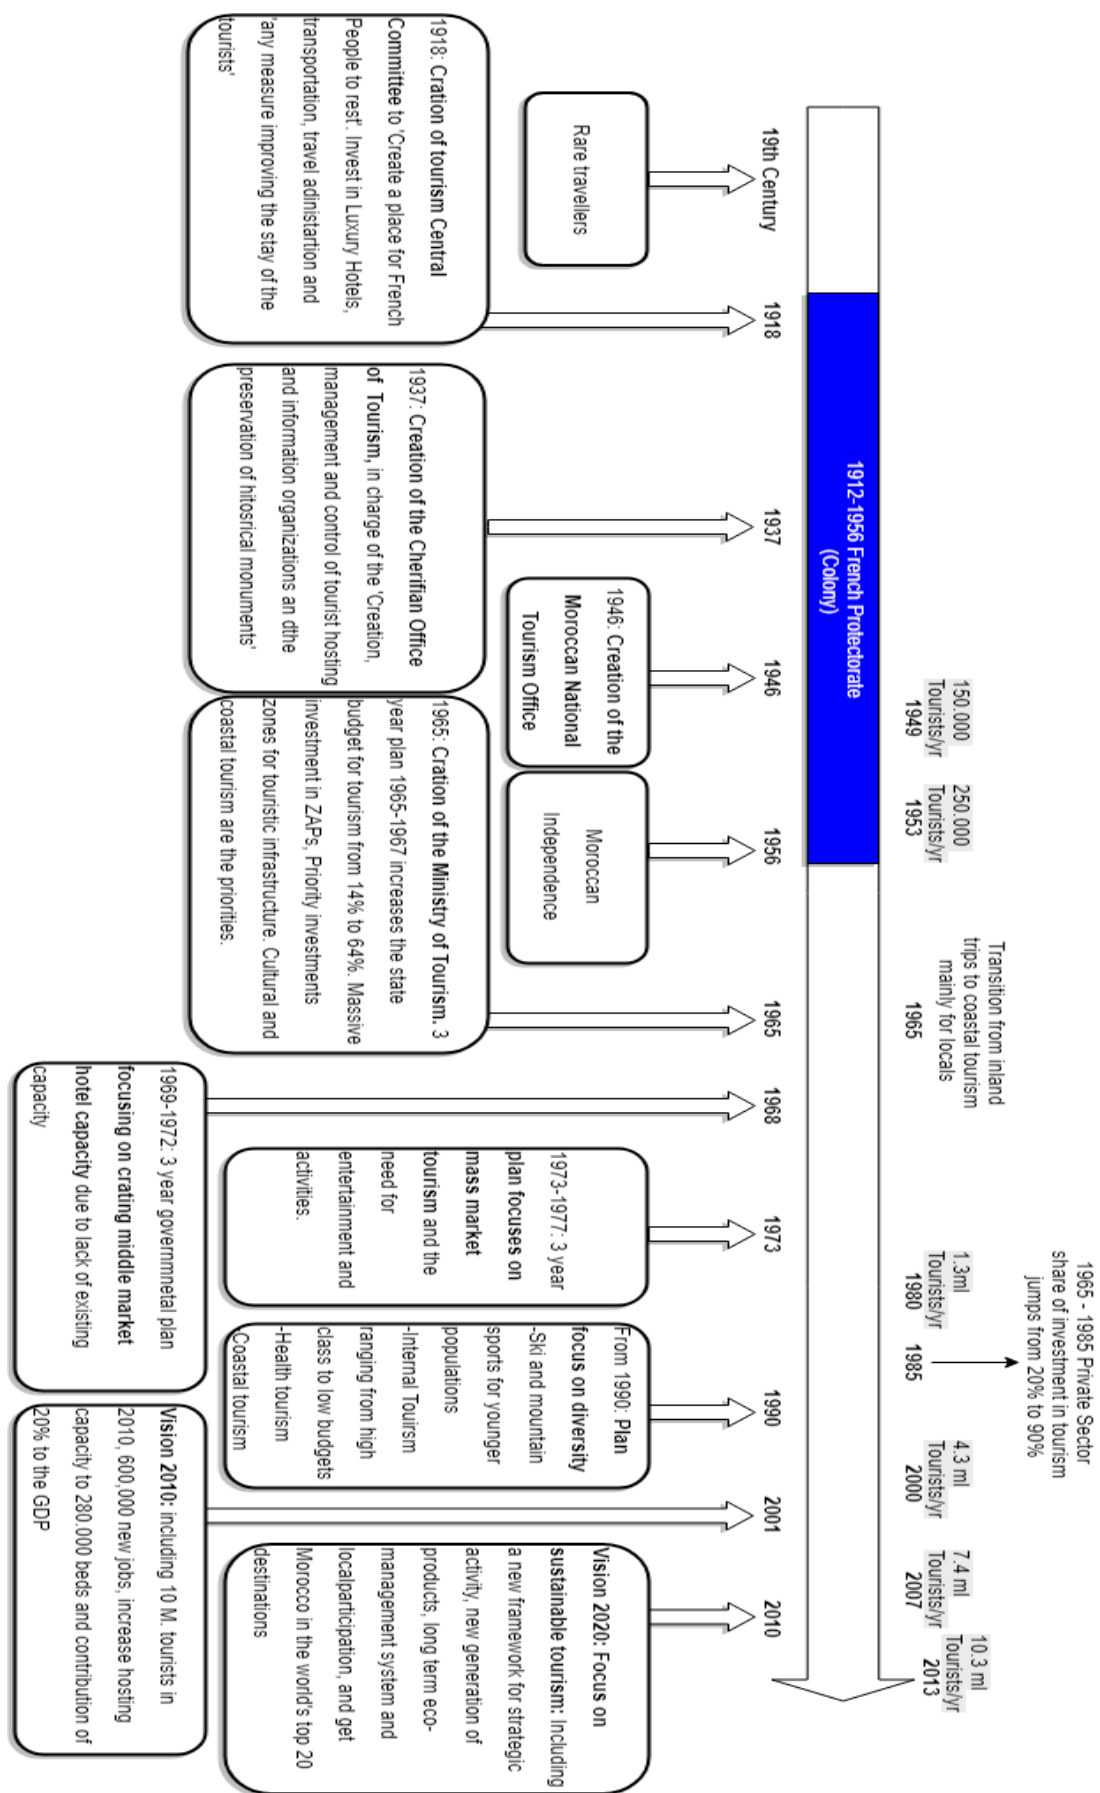 1965 - 1985 Private Sector
share of investment in tourism
jumps from 20% to 90%
Transition from inland
trips to coastal tourism
mainly for locals
1965
150.000
Tourists/yr
1949
250.000
Tourists/yr
1953
1.3ml
Tourists/yr
1980
1985
4.3 ml
Tourists/yr
2000
7.4 ml
Tourists/yr
2007
10.3 ml
Tourists/yr
2013
1912-1956 French Protectorate
(Colony)
19th Century
1918
1937
1946
1956
1965
1968
1973
1990
2001
2010
Rare travellers
1918: Cration of tourism Central
Committee to 'Create a place for French
People to rest'. Invest in Luxury Hotels,
transportation, travel adinistartion and
'any measure improving the stay of the
tourists'
1937: Creation of the Cherifian Office
of Tourism, in charge of the 'Creation,
management and control of tourist hosting
and information organizations an dthe
preservation of hitosrical monuments'
1946: Creation of the
Moroccan National
Tourism Office
Moroccan
Independence
1965: Cration of the Ministry of Tourism. 3
year plan 1965-1967 increases the state
budget for tourism from 14% to 64%. Massive
investment in ZAPs, Priority investments
zones for touristic infrastructure. Cultural and
coastal tourism are the priorities.
1969-1972: 3 year governmnetal plan
focusing on crating middle market
hotel capacity due to lack of existing
capacity
1973-1977: 3 year
plan focuses on
mass market
tourism and the
need for
entertainment and
activities.
From 1990: Plan
focus on diversity
-Ski and mountain
sports for younger
populations
-Internal Touirsm
ranging from high
class to low budgets
-Health tourism
-Coastal tourism
Vision 2010: including 10 M. tourists in
2010, 600,000 new jobs, increase hosting
capacity to 280.000 beds and contribution of
20% to the GDP
Vision 2020: Focus on
sustainable tourism: Including
a new framework for strategic
activity, new generation of
products, long term eco-
management system and
localparticipation, and get
Morocco in the world's top 20
destinations